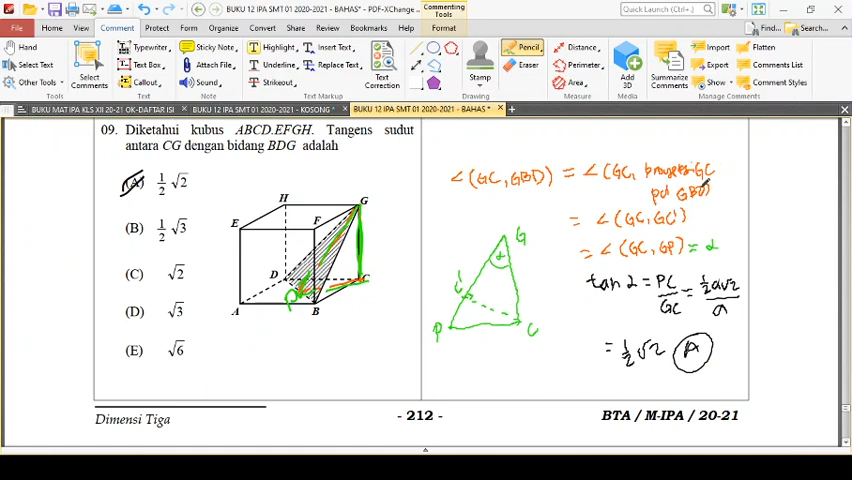 BUKU 12 IPA SMT 01 2020-2021 - BAHAS* - PDF-XChange
Commenting Tools
Quick Launch (Ctrl+.)
File
Home
View
Comment
Protect
Form
Organize
Convert
Share
Review
Bookmarks
Help
Format
Find...
Search...
Hand
Select Text
Other Tools
Tools
Select Comments
Typewriter
Text Box
Callout
Sticky Note
Attach File
Sound
Highlight
Underline
Strikeout
Insert Text
Replace Text
Text Correction
Pencil
Eraser
Drawing
Stamp
Distance
Perimeter
Area
Measure
Add 3D
Summarize Comments
Import
Export
Show
Flatten
Comments List
Comment Styles
Manage Comments
BUKU MAT IPA KLS XII 20-21 OK-DAFTAR ISI
BUKU 12 IPA SMT 01 2020-2021 - KOSONG *
BUKU 12 IPA SMT 01 2020-2021 - BAHAS *
09. Diketahui kubus ABCD.EFGH. Tangens sudut
antara CG dengan bidang BDG adalah
(A) 1/2 √2
(B) 1/2 √3
(C) √2
(D) √3
(E) √6
H
G
E
F
D
C
P
A
B
∠(GC, GBD) = ∠(GC, proyeksi GC
pd GBD)
= ∠(GC, GC')
= ∠(GC, GP) = α
tan α = PC/GC = ½a√2/a
= ½√2 A
G
α
C'
P
C
Dimensi Tiga
- 212 -
BTA / M-IPA / 20-21